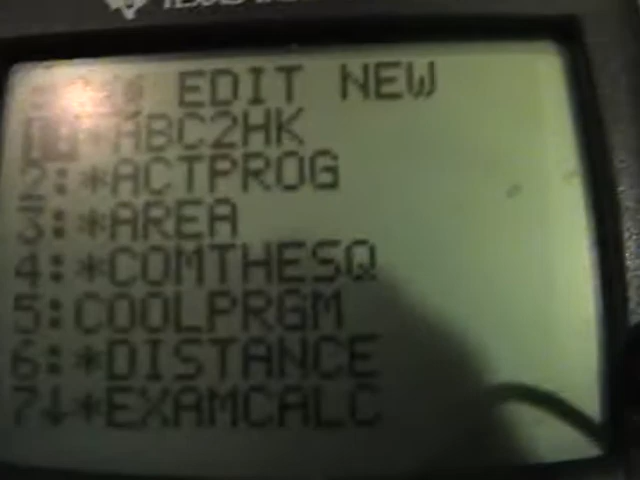 EDIT NEW
*ABC2HK
2:*ACTPROG
3:*AREA
4:*COMTHESQ
5:COOLPRGM
6:*DISTANCE
7↓*EXAMCALC